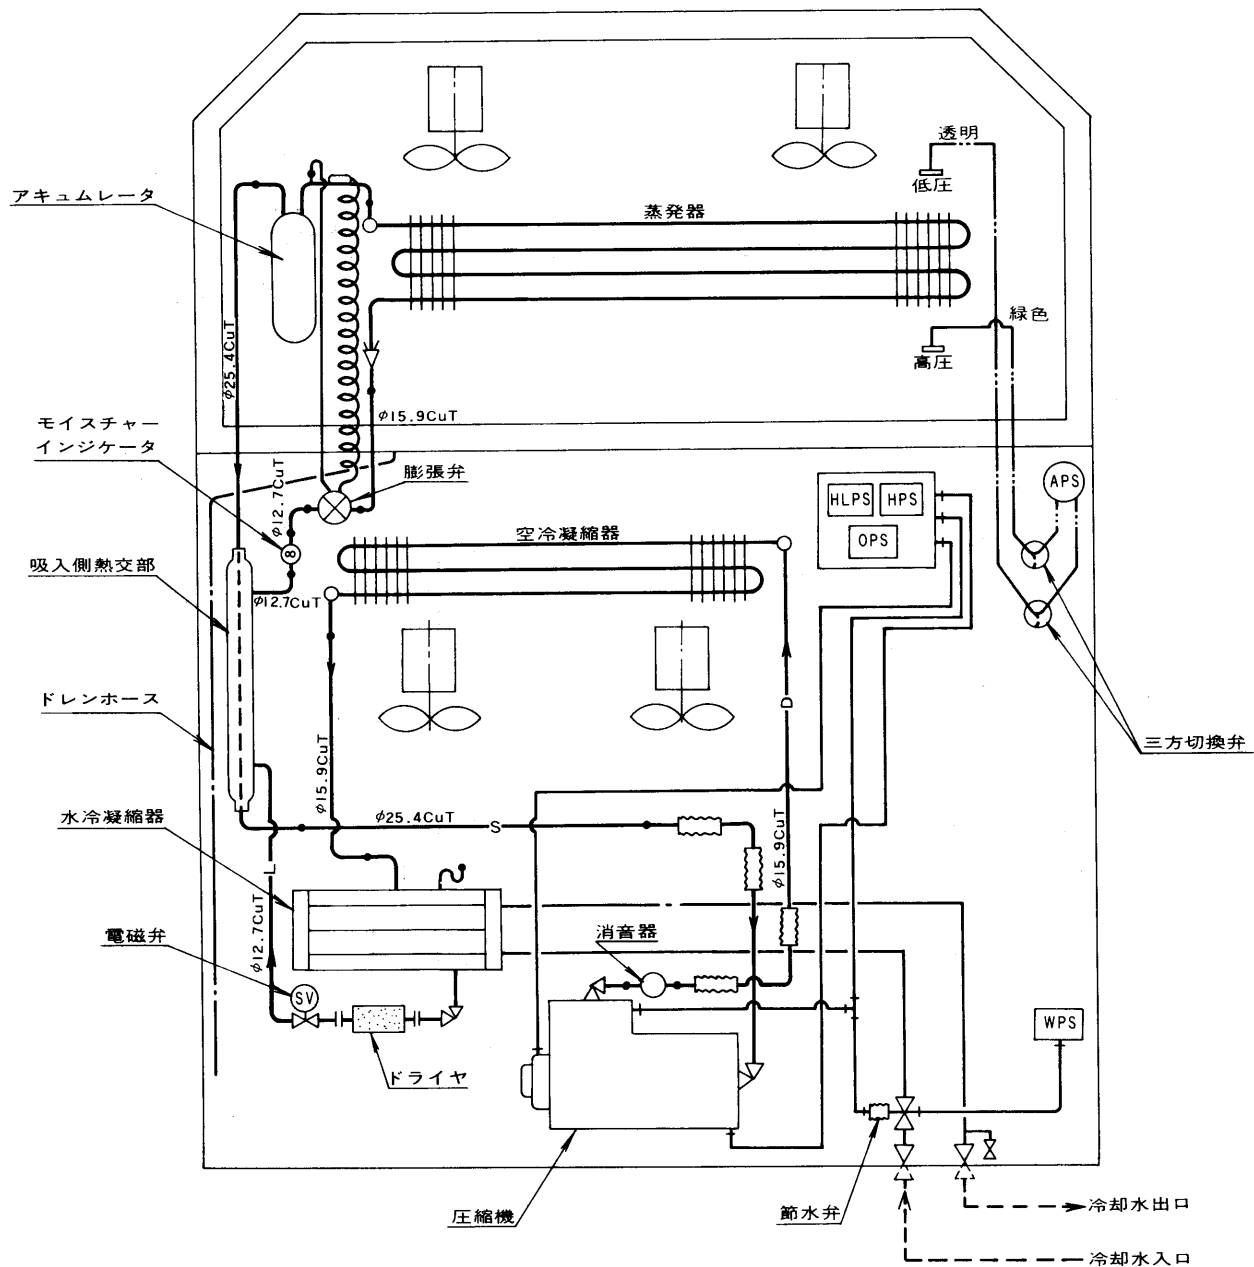 透明
低圧
アキュムレータ
蒸発器
緑色
高圧
φ25.4CuT
φ15.9CuT
モイスチャー
インジケータ
φ12.7CuT
膨張弁
HLPS
HPS
OPS
APS
空冷凝縮器
8
吸入側熱交部
φ12.7CuT
ドレンホース
D
三方切換弁
φ15.9CuT
水冷凝縮器
φ25.4CuT
S
φ15.9CuT
L
φ12.7CuT
電磁弁
消音器
SV
WPS
ドライヤ
圧縮機
節水弁
冷却水出口
冷却水入口